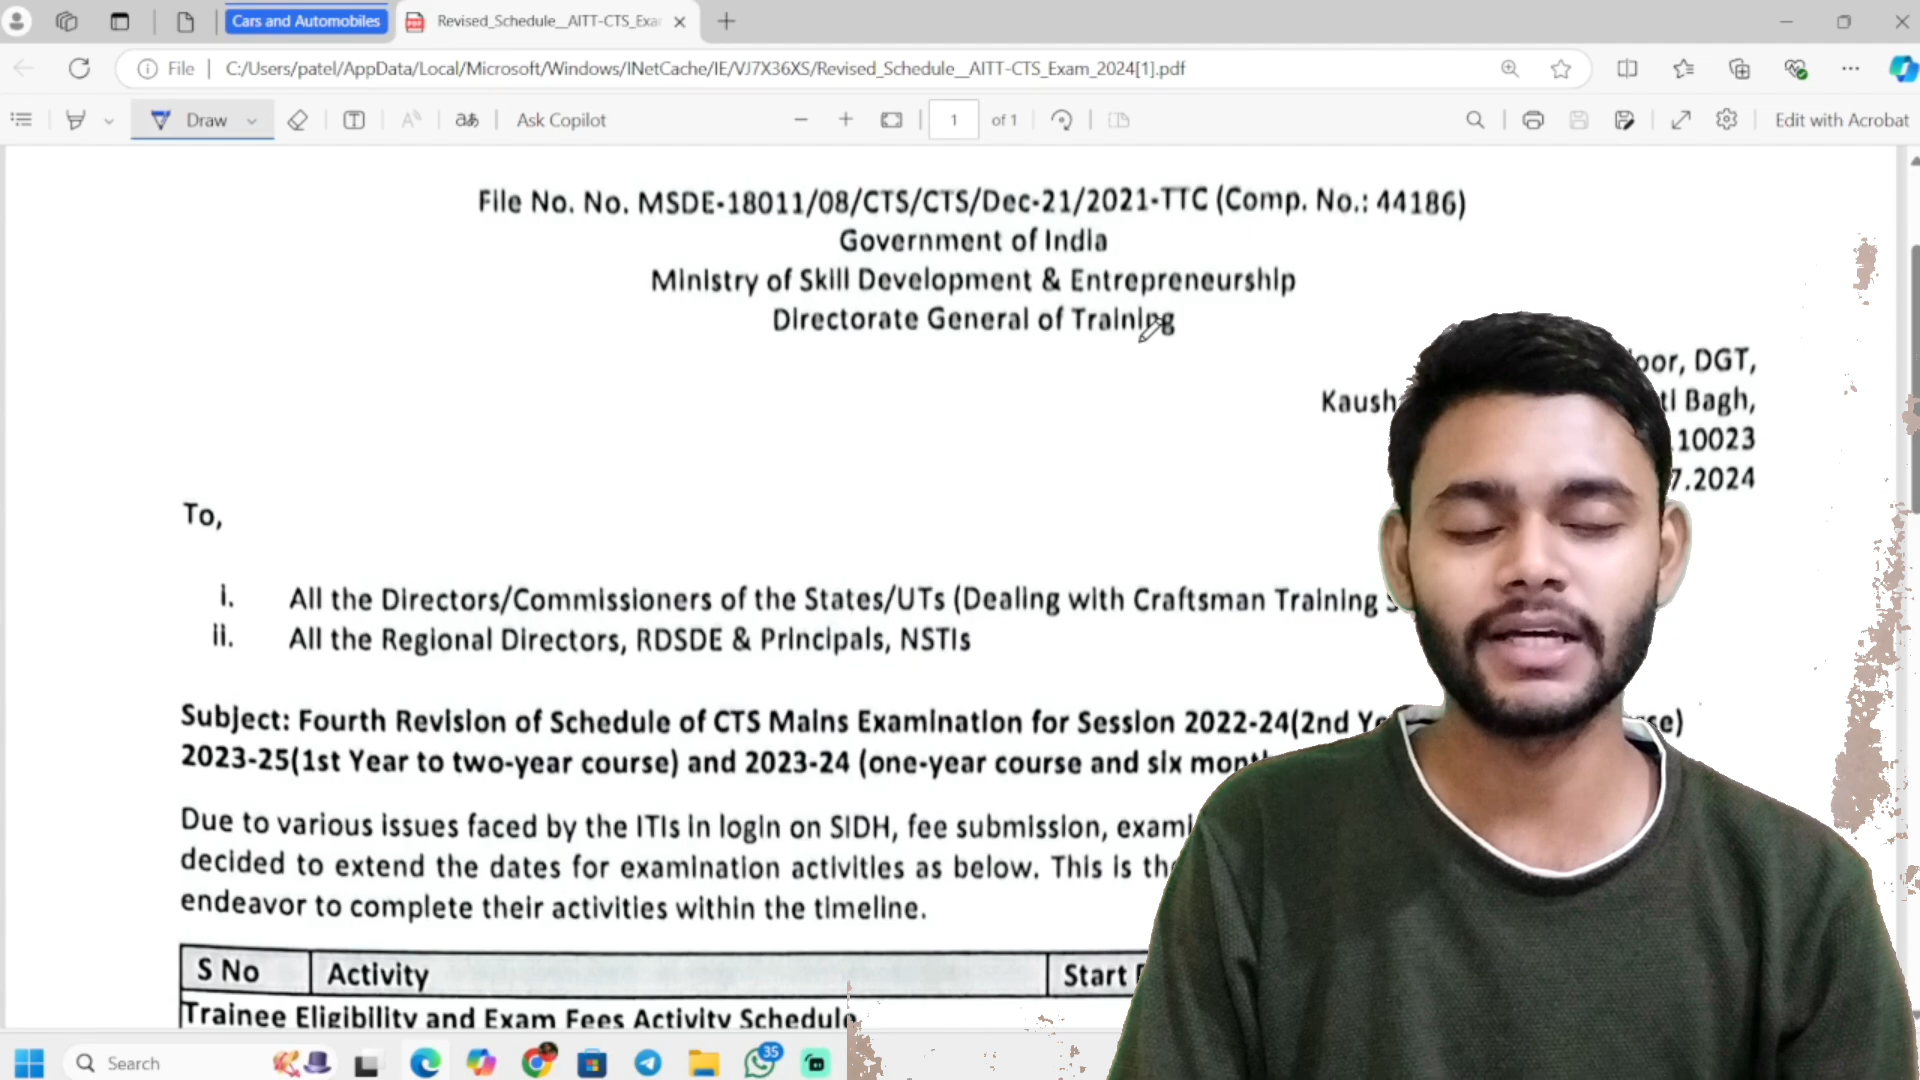 Cars and Automobiles
Revised_Schedule__AITT-CTS_Exa
File
C:/Users/patel/AppData/Local/Microsoft/Windows/INetCache/IE/VJ7X36XS/Revised_Schedule__AITT-CTS_Exam_2024[1].pdf
Draw
Ask Copilot
1 of 1
Edit with Acrobat
File No. No. MSDE-18011/08/CTS/CTS/Dec-21/2021-TTC (Comp. No.: 44186)
Government of India
Ministry of Skill Development & Entrepreneurship
Directorate General of Training
DGT,
Bagh,
10023
7.2024
To,
i. All the Directors/Commissioners of the States/UTs (Dealing with Craftsman Training
ii. All the Regional Directors, RDSDE & Principals, NSTIs
Subject: Fourth Revision of Schedule of CTS Mains Examination for Session 2022-24(2nd
2023-25(1st Year to two-year course) and 2023-24 (one-year course and six
Due to various issues faced by the ITIs in login on SIDH, fee submission,
decided to extend the dates for examination activities as below. This is
endeavor to complete their activities within the timeline.
S No Activity Start
Trainee Eligibility and Exam Fees Activity Schedule
Search
35